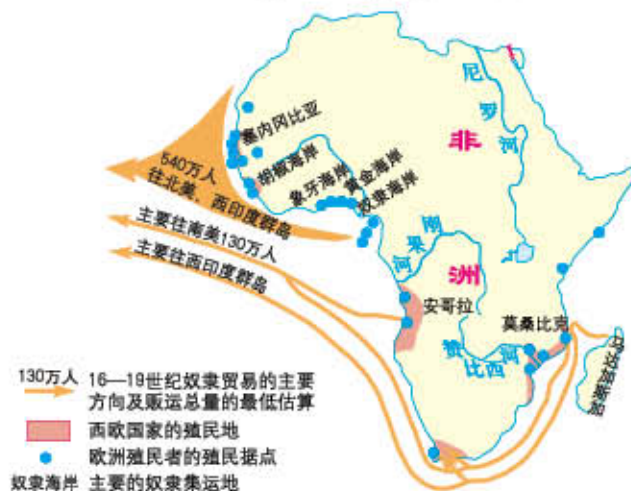 尼罗河
非
塞内冈比亚
胡椒海岸
象牙海岸
黄金海岸
奴隶海岸
540万人
往北美、西印度群岛
主要往南美130万人
主要往西印度群岛
刚果河
洲
安哥拉
莫桑比克
赞比西河
马达加斯加
130万人 16—19世纪奴隶贸易的主要
方向及贩运总量的最低估算
西欧国家的殖民地
欧洲殖民者的殖民据点
奴隶海岸 主要的奴隶集运地